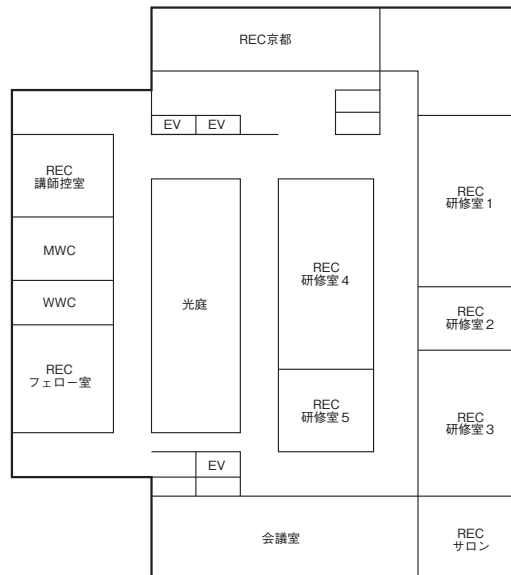 REC京都
EV
EV
REC
講師控室
MWC
WWC
REC
フェロー室
光庭
REC
研修室4
REC
研修室5
REC
研修室1
REC
研修室2
REC
研修室3
EV
会議室
REC
サロン